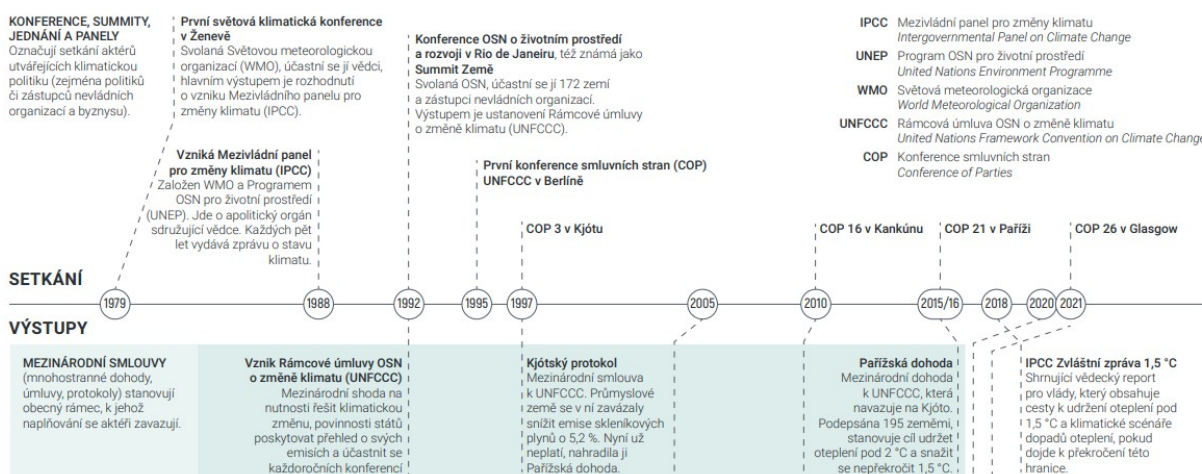 KONFERENCE, SUMMITY,
JEDNÁNÍ A PANELY
Označují setkání aktérů
utvářejících klimatickou
politiku (zejména politiků
či zástupců nevládních
organizací a byznysu).
První světová klimatická konference
v Ženevě
Svolaná Světovou meteorologickou
organizací (WMO), účastní se jí vědci,
hlavním výstupem je rozhodnutí
o vzniku Mezivládního panelu pro
změny klimatu (IPCC).
Vzniká Mezivládní panel
pro změny klimatu (IPCC)
Založen WMO a Programem
OSN pro životní prostředí
(UNEP). Jde o apolitický orgán
sdružující vědce. Každých pět
let vydává zprávu o stavu
klimatu.
Konference OSN o životním prostředí
a rozvoji v Rio de Janeiru, též známá jako
Summit Země
Svolaná OSN, účastní se jí 172 zemí
a zástupci nevládních organizací.
Výstupem je ustanovení Rámcové úmluvy
o změně klimatu (UNFCCC).
První konference smluvních stran (COP)
UNFCCC v Berlíně
COP 3 v Kjótu
COP 16 v Kankúnu
COP 21 v Paříži
COP 26 v Glasgow
IPCC Mezivládní panel pro změny klimatu
Intergovernmental Panel on Climate Change
UNEP Program OSN pro životní prostředí
United Nations Environment Programme
WMO Světová meteorologická organizace
World Meteorological Organization
UNFCCC Rámcová úmluva OSN o změně klimatu
United Nations Framework Convention on Climate Change
COP Konference smluvních stran
Conference of Parties
SETKÁNÍ
1979 1988 1992 1995 1997 2005 2010 2015/16 2018 2020 2021
VÝSTUPY
MEZINÁRODNÍ SMLOUVY
(mnohostranné dohody,
úmluvy, protokoly) stanovují
obecný rámec, k jehož
naplňování se aktéři zavazují.
Vznik Rámcové úmluvy OSN
o změně klimatu (UNFCCC)
Mezinárodní shoda na
nutnosti řešit klimatickou
změnu, povinnosti států
poskytovat přehled o svých
emisích a účastnit se
každoročních konferencí
Kjótský protokol
Mezinárodní smlouva
k UNFCCC. Průmyslové
země se v ní zavázaly
snížit emise skleníkových
plynů o 5,2 %. Nyní už
neplatí, nahradila ji
Pařížská dohoda.
Pařížská dohoda
Mezinárodní dohoda
k UNFCCC, která
navazuje na Kjóto.
Podepsána 195 zeměmi,
stanovuje cíl udržet
oteplení pod 2 °C a snažit
se nepřekročit 1,5 °C.
IPCC Zvláštní zpráva 1,5 °C
Shrnující vědecký report
pro vlády, který obsahuje
cesty k udržení oteplení pod
1,5 °C a klimatické scénáře
dopadů oteplení, pokud
dojde k překročení této
hranice.